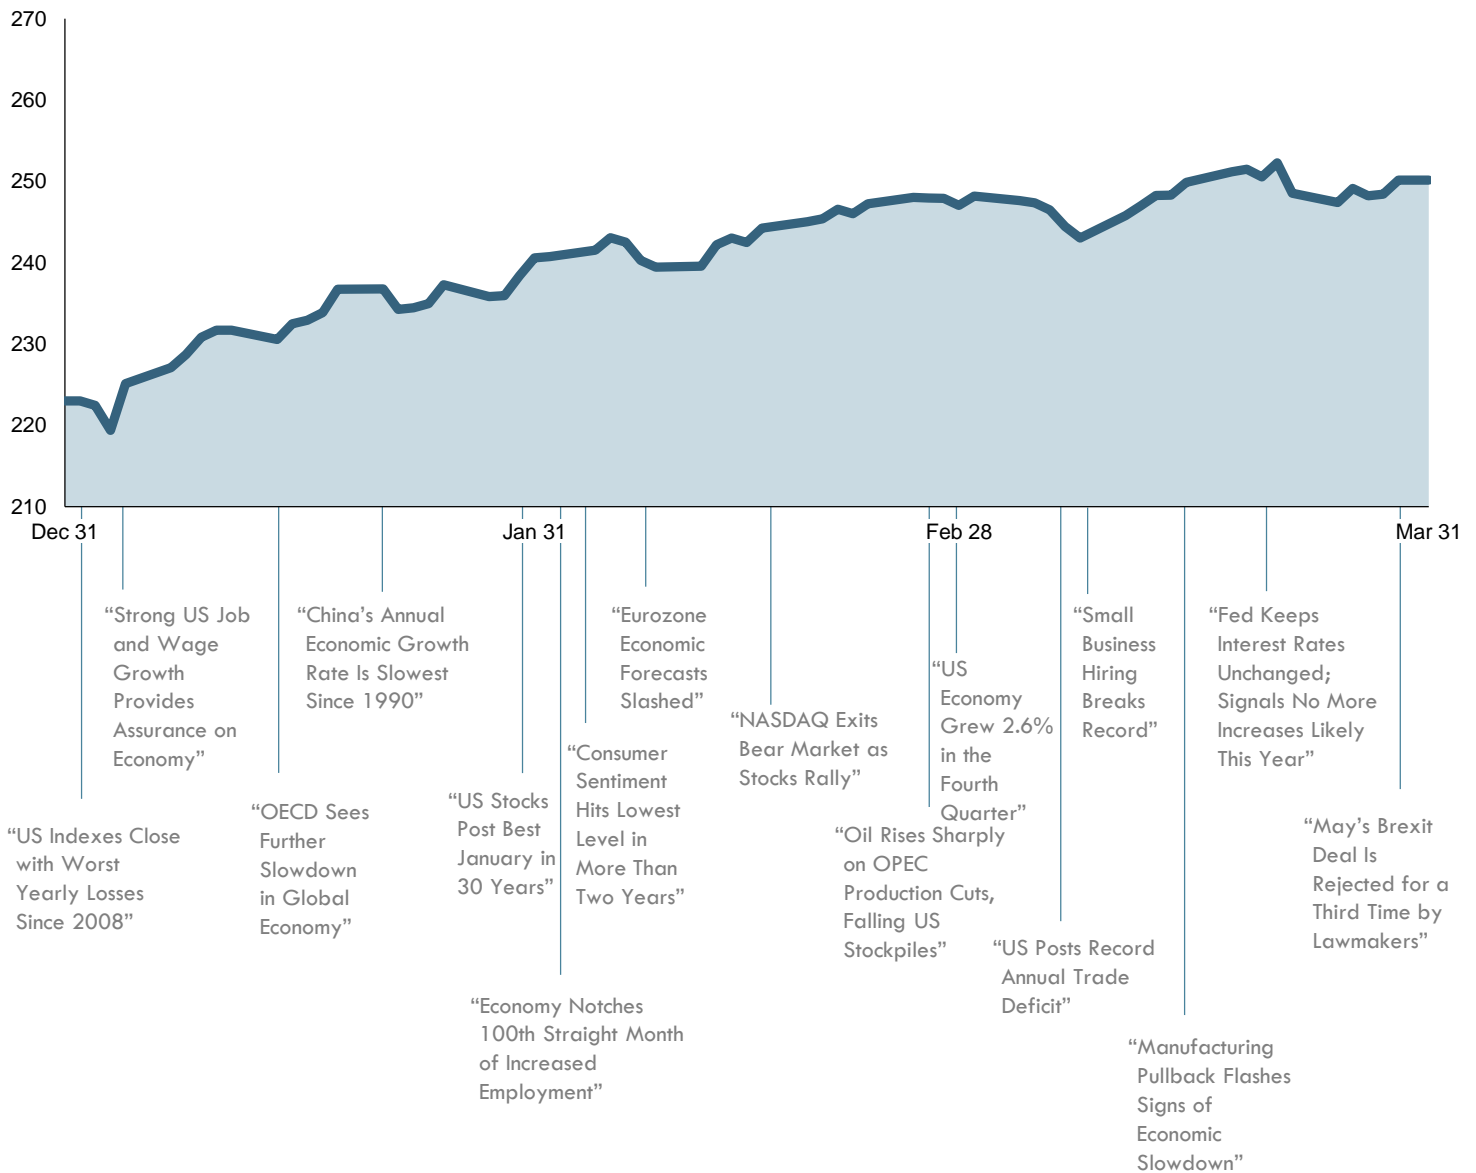 270
260
250
240
230
220
210
Dec 31
Jan 31
Feb 28
Mar 31
“Strong US Job
and Wage
Growth
Provides
Assurance on
Economy”
“China’s Annual
Economic Growth
Rate Is Slowest
Since 1990”
“Eurozone
Economic
Forecasts
Slashed”
“Small
Business
Hiring
Breaks
Record”
“Fed Keeps
Interest Rates
Unchanged;
Signals No More
Increases Likely
This Year”
“US
Economy
Grew 2.6%
in the
Fourth
Quarter”
“NASDAQ Exits
Bear Market as
Stocks Rally”
“Consumer
Sentiment
Hits Lowest
Level in
More Than
Two Years”
“US Stocks
Post Best
January in
30 Years”
“OECD Sees
Further
Slowdown
in Global
Economy”
“US Indexes Close
with Worst
Yearly Losses
Since 2008”
“Oil Rises Sharply
on OPEC
Production Cuts,
Falling US
Stockpiles”
“May’s Brexit
Deal Is
Rejected for a
Third Time by
Lawmakers”
“US Posts Record
Annual Trade
Deficit”
“Economy Notches
100th Straight Month
of Increased
Employment”
“Manufacturing
Pullback Flashes
Signs of
Economic
Slowdown”